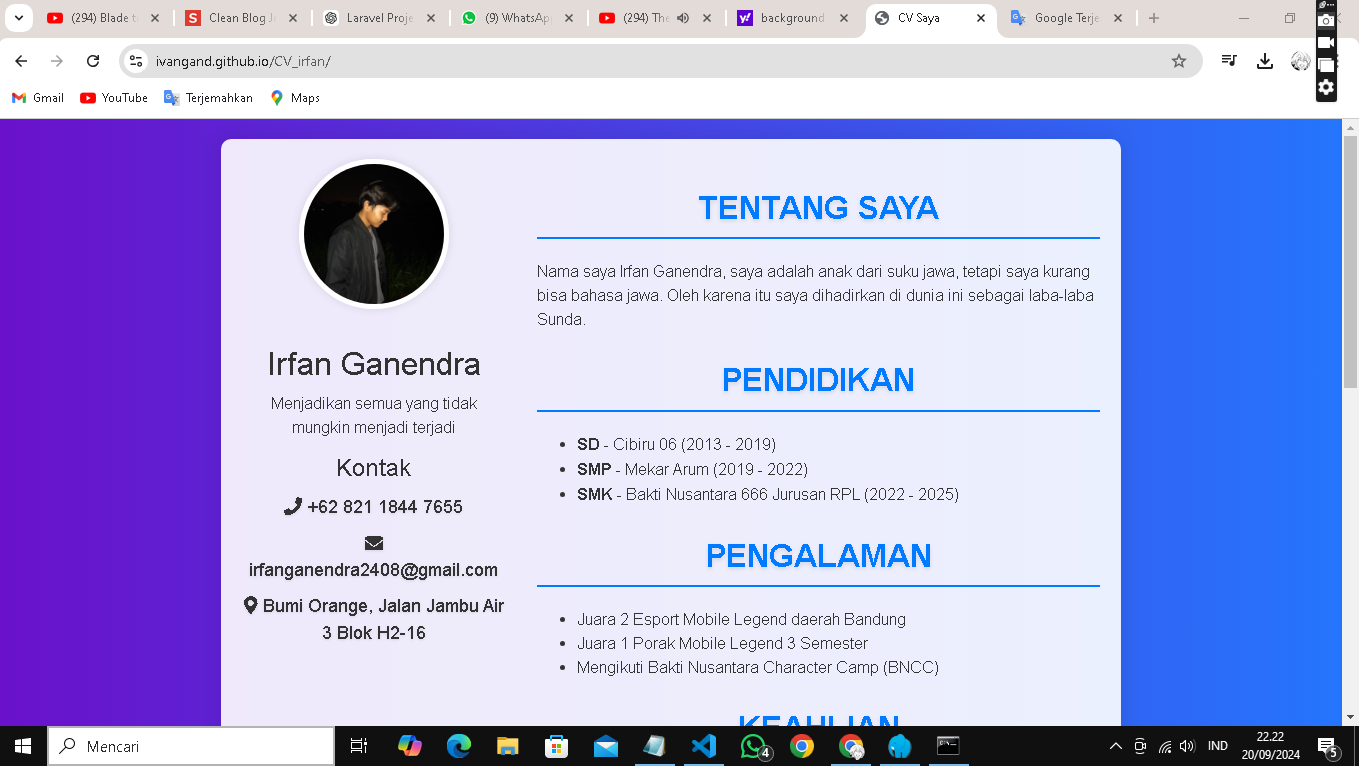 (294) Blade t
Clean Blog J
Laravel Proje
(9) WhatsAp
(294) The
background
CV Saya
Google Terje
ivangand.github.io/CV_irfan/
Gmail
YouTube
Terjemahkan
Maps
Irfan Ganendra
Menjadikan semua yang tidak
mungkin menjadi terjadi
Kontak
+62 821 1844 7655
irfanganendra2408@gmail.com
Bumi Orange, Jalan Jambu Air
3 Blok H2-16
TENTANG SAYA
Nama saya Irfan Ganendra, saya adalah anak dari suku jawa, tetapi saya kurang
bisa bahasa jawa. Oleh karena itu saya dihadirkan di dunia ini sebagai laba-laba
Sunda.
PENDIDIKAN
SD - Cibiru 06 (2013 - 2019)
SMP - Mekar Arum (2019 - 2022)
SMK - Bakti Nusantara 666 Jurusan RPL (2022 - 2025)
PENGALAMAN
Juara 2 Esport Mobile Legend daerah Bandung
Juara 1 Porak Mobile Legend 3 Semester
Mengikuti Bakti Nusantara Character Camp (BNCC)
KEAHLIAN
Mencari
4
IND
22.22
20/09/2024
5